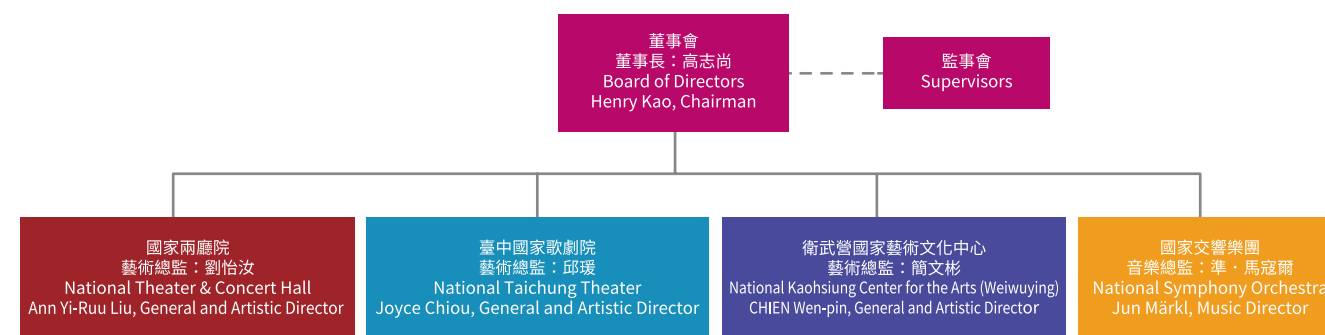 董事會
董事長：高志尚
Board of Directors
Henry Kao, Chairman
監事會
Supervisors
國家兩廳院
藝術總監：劉怡汝
National Theater & Concert Hall
Ann Yi-Ruu Liu, General and Artistic Director
臺中國家歌劇院
藝術總監：邱瑗
National Taichung Theater
Joyce Chiou, General and Artistic Director
衛武營國家藝術文化中心
藝術總監：簡文彬
National Kaohsiung Center for the Arts (Weiwuying)
CHIEN Wen-pin, General and Artistic Director
國家交響樂團
音樂總監：準．馬寇爾
National Symphony Orchestra
Jun Märkl, Music Director